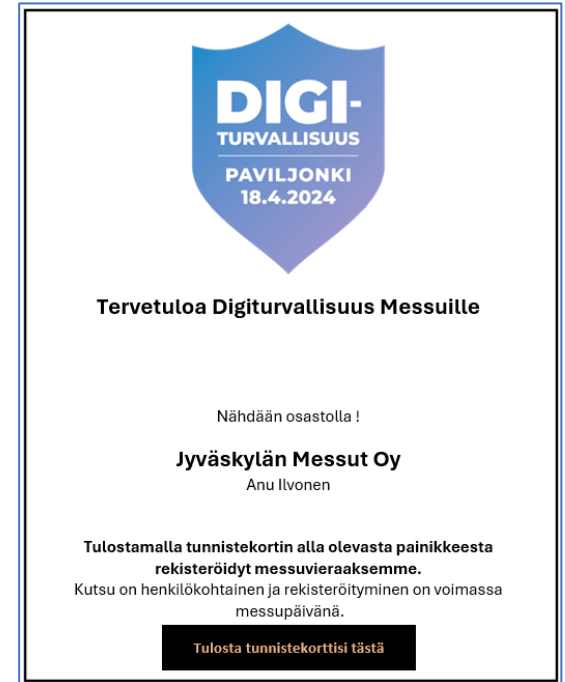 DIGI-
TURVALLISUUS
PAVILJONKI
18.4.2024
Tervetuloa Digiturvallisuus Messuille
Nähdään osastolla !
Jyväskylän Messut Oy
Anu Ilvonen
Tulostamalla tunnistekortin alla olevasta painikkeesta
rekisteröidyt messuvieraaksemme.
Kutsu on henkilökohtainen ja rekisteröityminen on voimassa
messupäivänä.
Tulosta tunnistekorttisi tästä